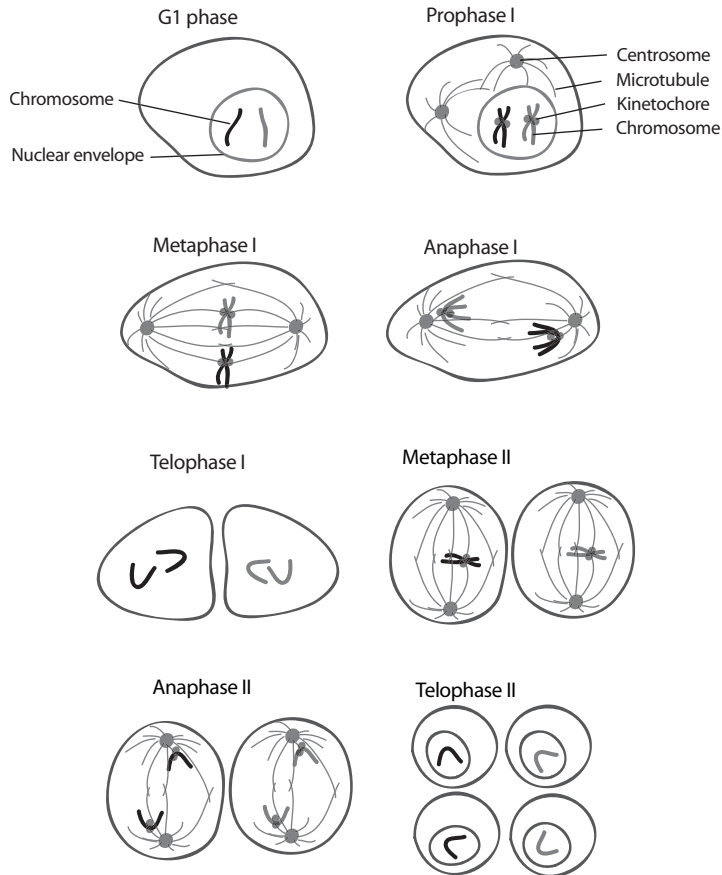 G1 phase
Prophase I
Chromosome
Nuclear envelope
Centrosome
Microtubule
Kinetochore
Chromosome
Metaphase I
Anaphase I
Telophase I
Metaphase II
Anaphase II
Telophase II